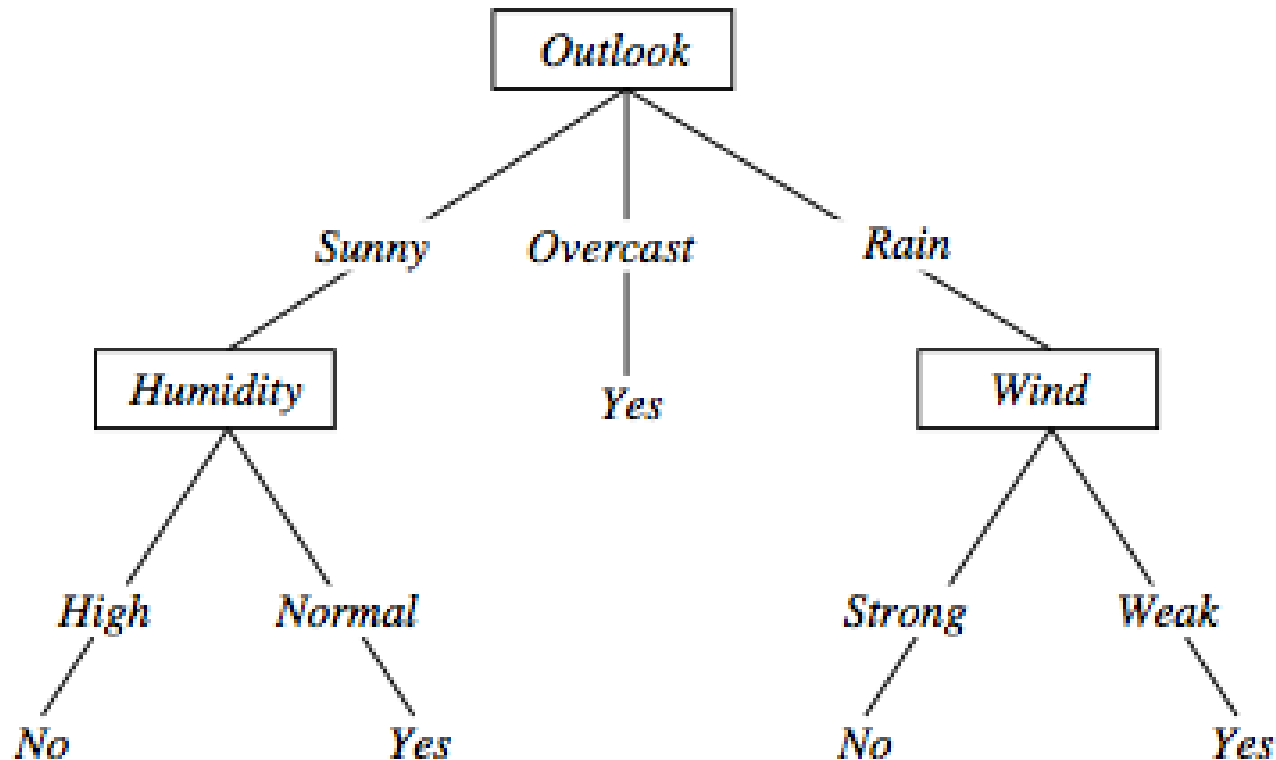 Outlook
Sunny Overcast Rain
Humidity Yes Wind
High Normal Strong Weak
No Yes No Yes